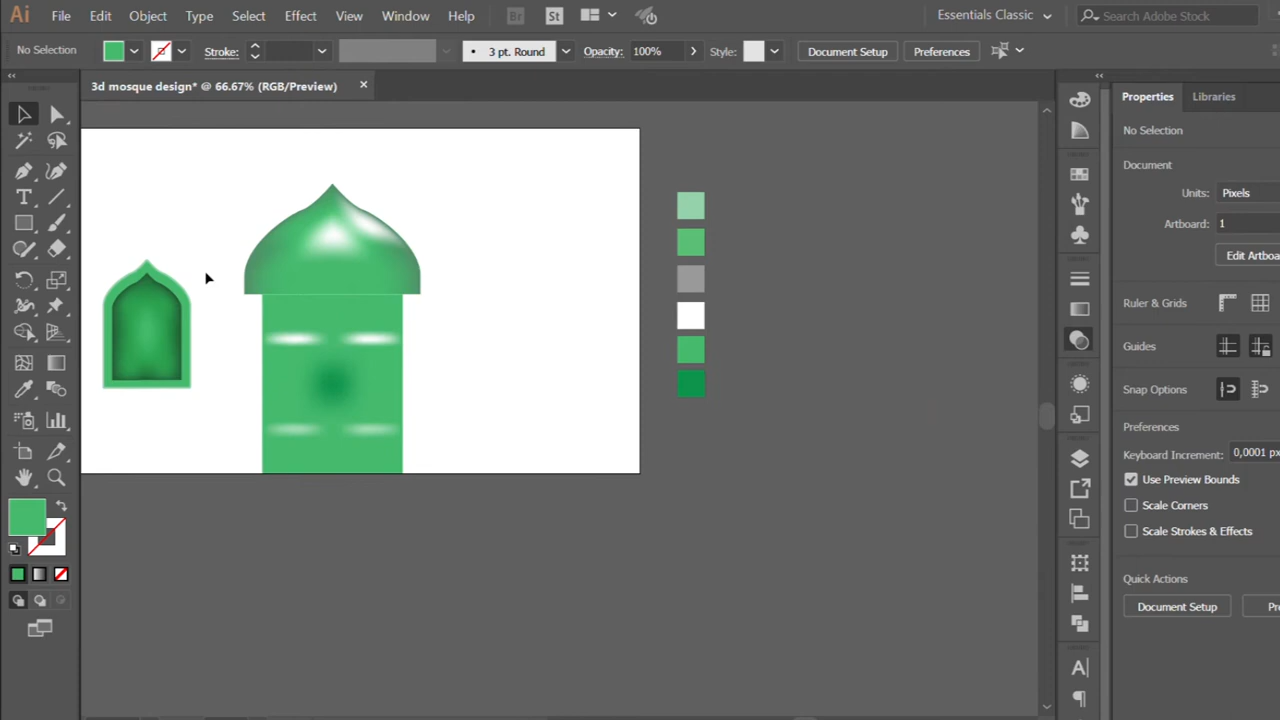 Ai File Edit Object Type Select Effect View Window Help Br St Essentials Classic Search Adobe Stock
No Selection Stroke: 3 pt. Round Opacity: 100% Style: Document Setup Preferences
3d mosque design* @ 66.67% (RGB/Preview) ×
Properties Libraries
No Selection
Document
Units: Pixels
Artboard: 1
Edit Artboa
Ruler & Grids
Guides
Snap Options
Preferences
Keyboard Increment: 0,0001 px
Use Preview Bounds
Scale Corners
Scale Strokes & Effects
Quick Actions
Document Setup Pre